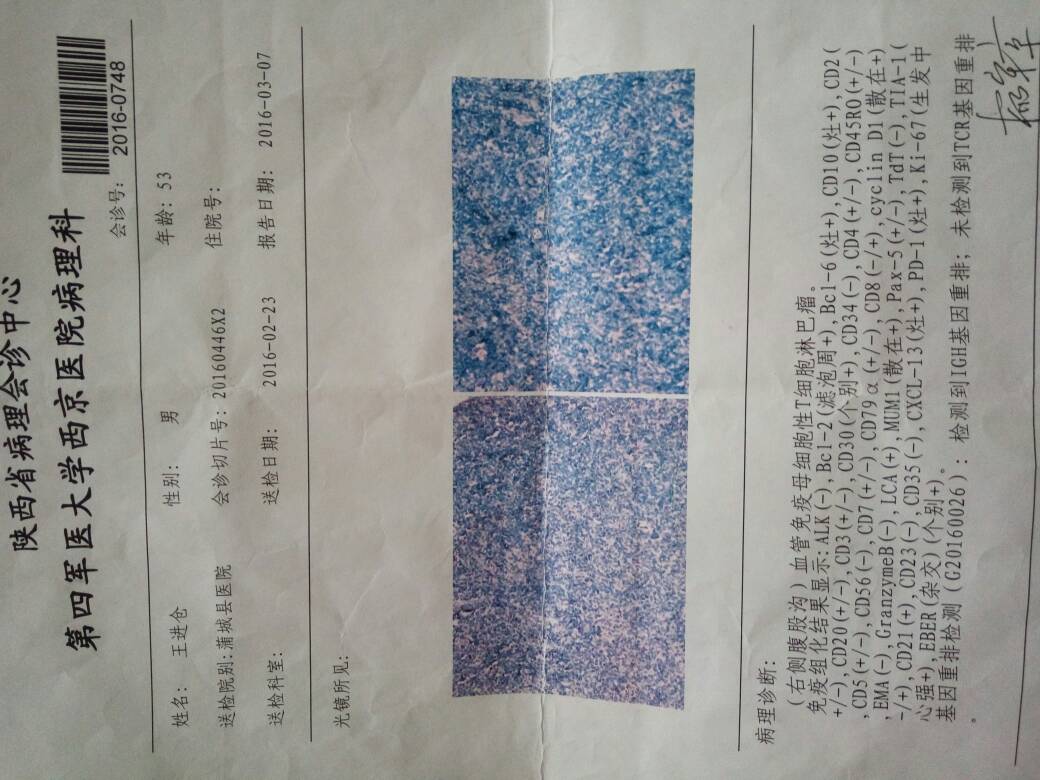 陕西省病理会诊中心
第四军医大学西京医院病理科
会诊号: 2016-0748
姓名: 王进仓 性别: 男 年龄: 53
送检院别: 蒲城县医院 会诊切片号: 20160446X2 住院号:
送检科室: 送检日期: 2016-02-23 报告日期: 2016-03-07
光镜所见:
病理诊断:
(右侧腹股沟)血管免疫母细胞性T细胞淋巴瘤。
免疫组化结果显示: ALK(-), Bcl-2(滤泡周+), Bcl-6(灶+), CD10(灶+), CD2(
+/-), CD20(+/-), CD3(+/-), CD30(个别+), CD34(-), CD4(+/-), CD45RO(+/-)
, CD5(+/-), CD56(-), CD7(+/-), CD79α(+/-), CD8(-/+), cyclin D1(散在+)
, EMA(-), GranzymeB(-), LCA(+), MUM1(散在+), Pax-5(+/-), TdT(-), TIA-1(
-/+), CD21(+), CD23(-), CD35(-), CXCL-13(灶+), PD-1(灶+), Ki-67(生发中
心强+), EBER(杂交)(个别+)。
基因重排检测(G20160026): 检测到IGH基因重排; 未检测到TCR基因重排
。